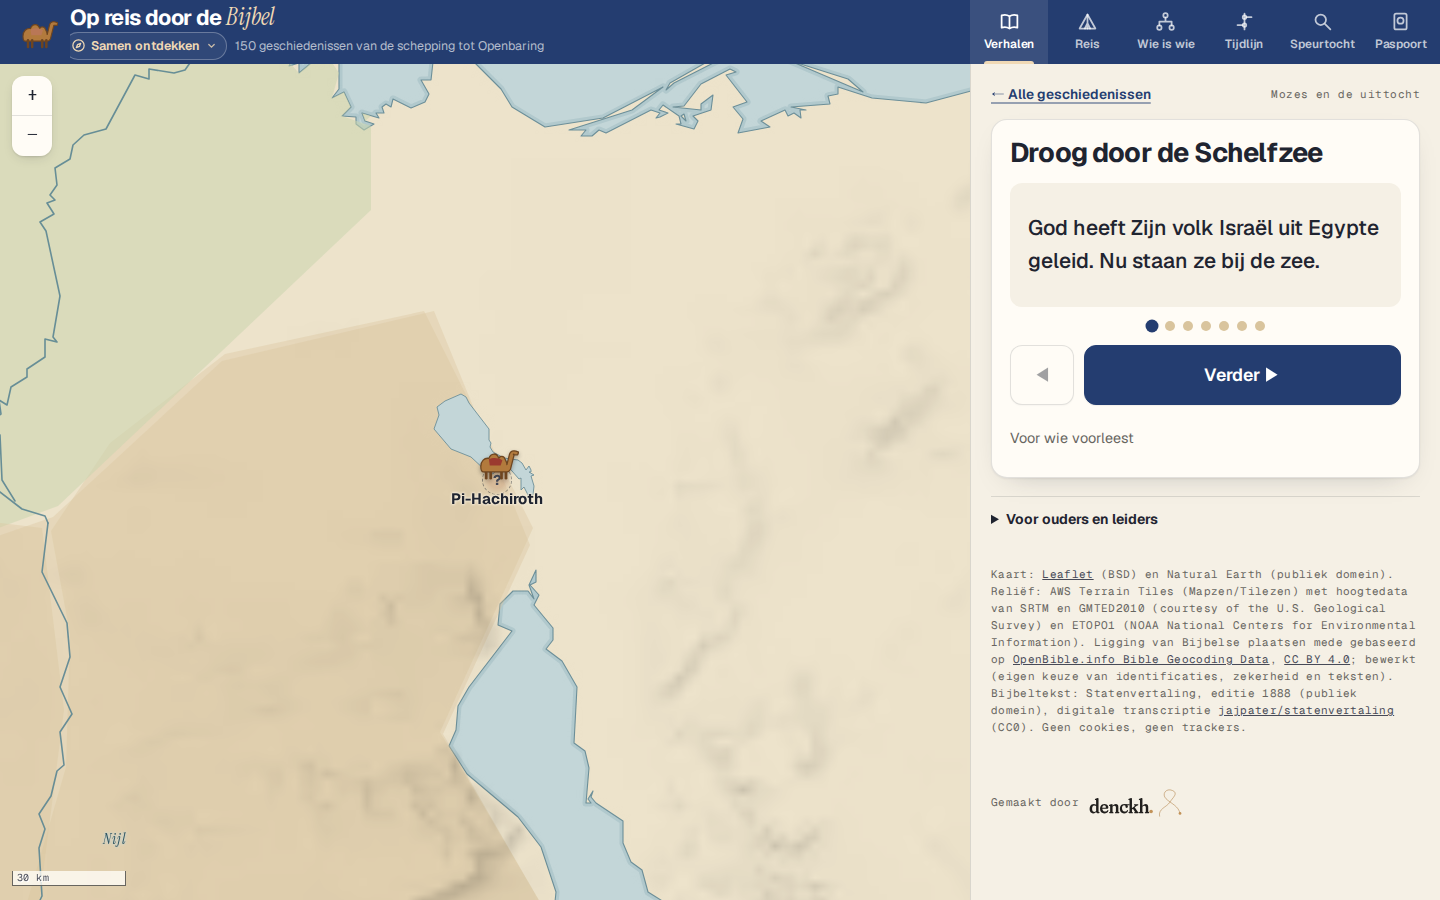 Op reis door de Bijbel
Samen ontdekken
150 geschiedenissen van de schepping tot Openbaring
Verhalen
Reis
Wie is wie
Tijdlijn
Speurtocht
Paspoort
+
−
Pi-Hachiroth
?
Nijl
30 km
← Alle geschiedenissen
Mozes en de uittocht
Droog door de Schelfzee
God heeft Zijn volk Israël uit Egypte
geleid. Nu staan ze bij de zee.
Verder ▶
Voor wie voorleest
▶ Voor ouders en leiders
Kaart: Leaflet (BSD) en Natural Earth (publiek domein).
Reliëf: AWS Terrain Tiles (Mapzen/Tilezen) met hoogtedata
van SRTM en GMTED2010 (courtesy of the U.S. Geological
Survey) en ETOPO1 (NOAA National Centers for Environmental
Information). Ligging van Bijbelse plaatsen mede gebaseerd
op OpenBible.info Bible Geocoding Data, CC BY 4.0; bewerkt
(eigen keuze van identificaties, zekerheid en teksten).
Bijbeltekst: Statenvertaling, editie 1888 (publiek
domein), digitale transcriptie jajpater/statenvertaling
(CC0). Geen cookies, geen trackers.
Gemaakt door denckh.